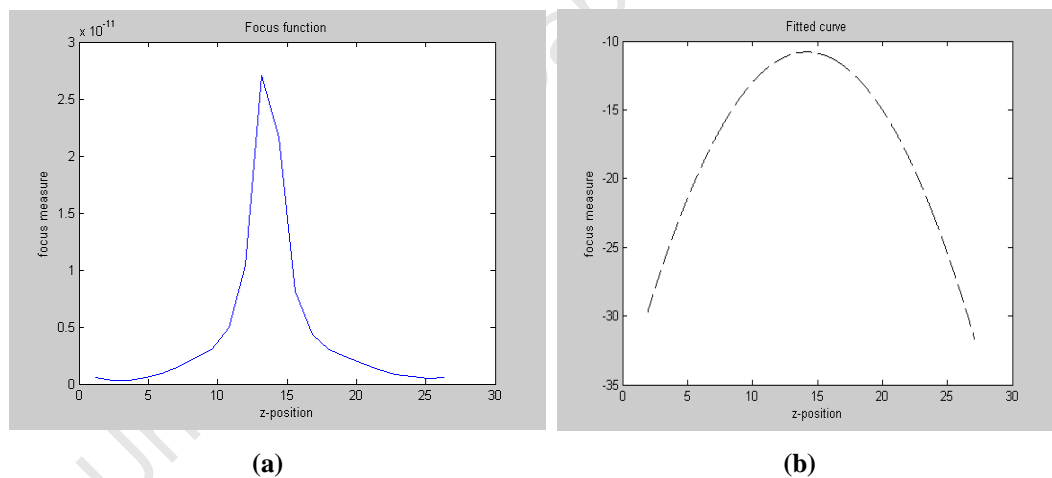 x 10^-11
Focus function
3
2.5
2
1.5
1
0.5
0
focus measure
0 5 10 15 20 25 30
z-position
(a)
Fitted curve
-10
-15
-20
-25
-30
-35
focus measure
0 5 10 15 20 25 30
z-position
(b)